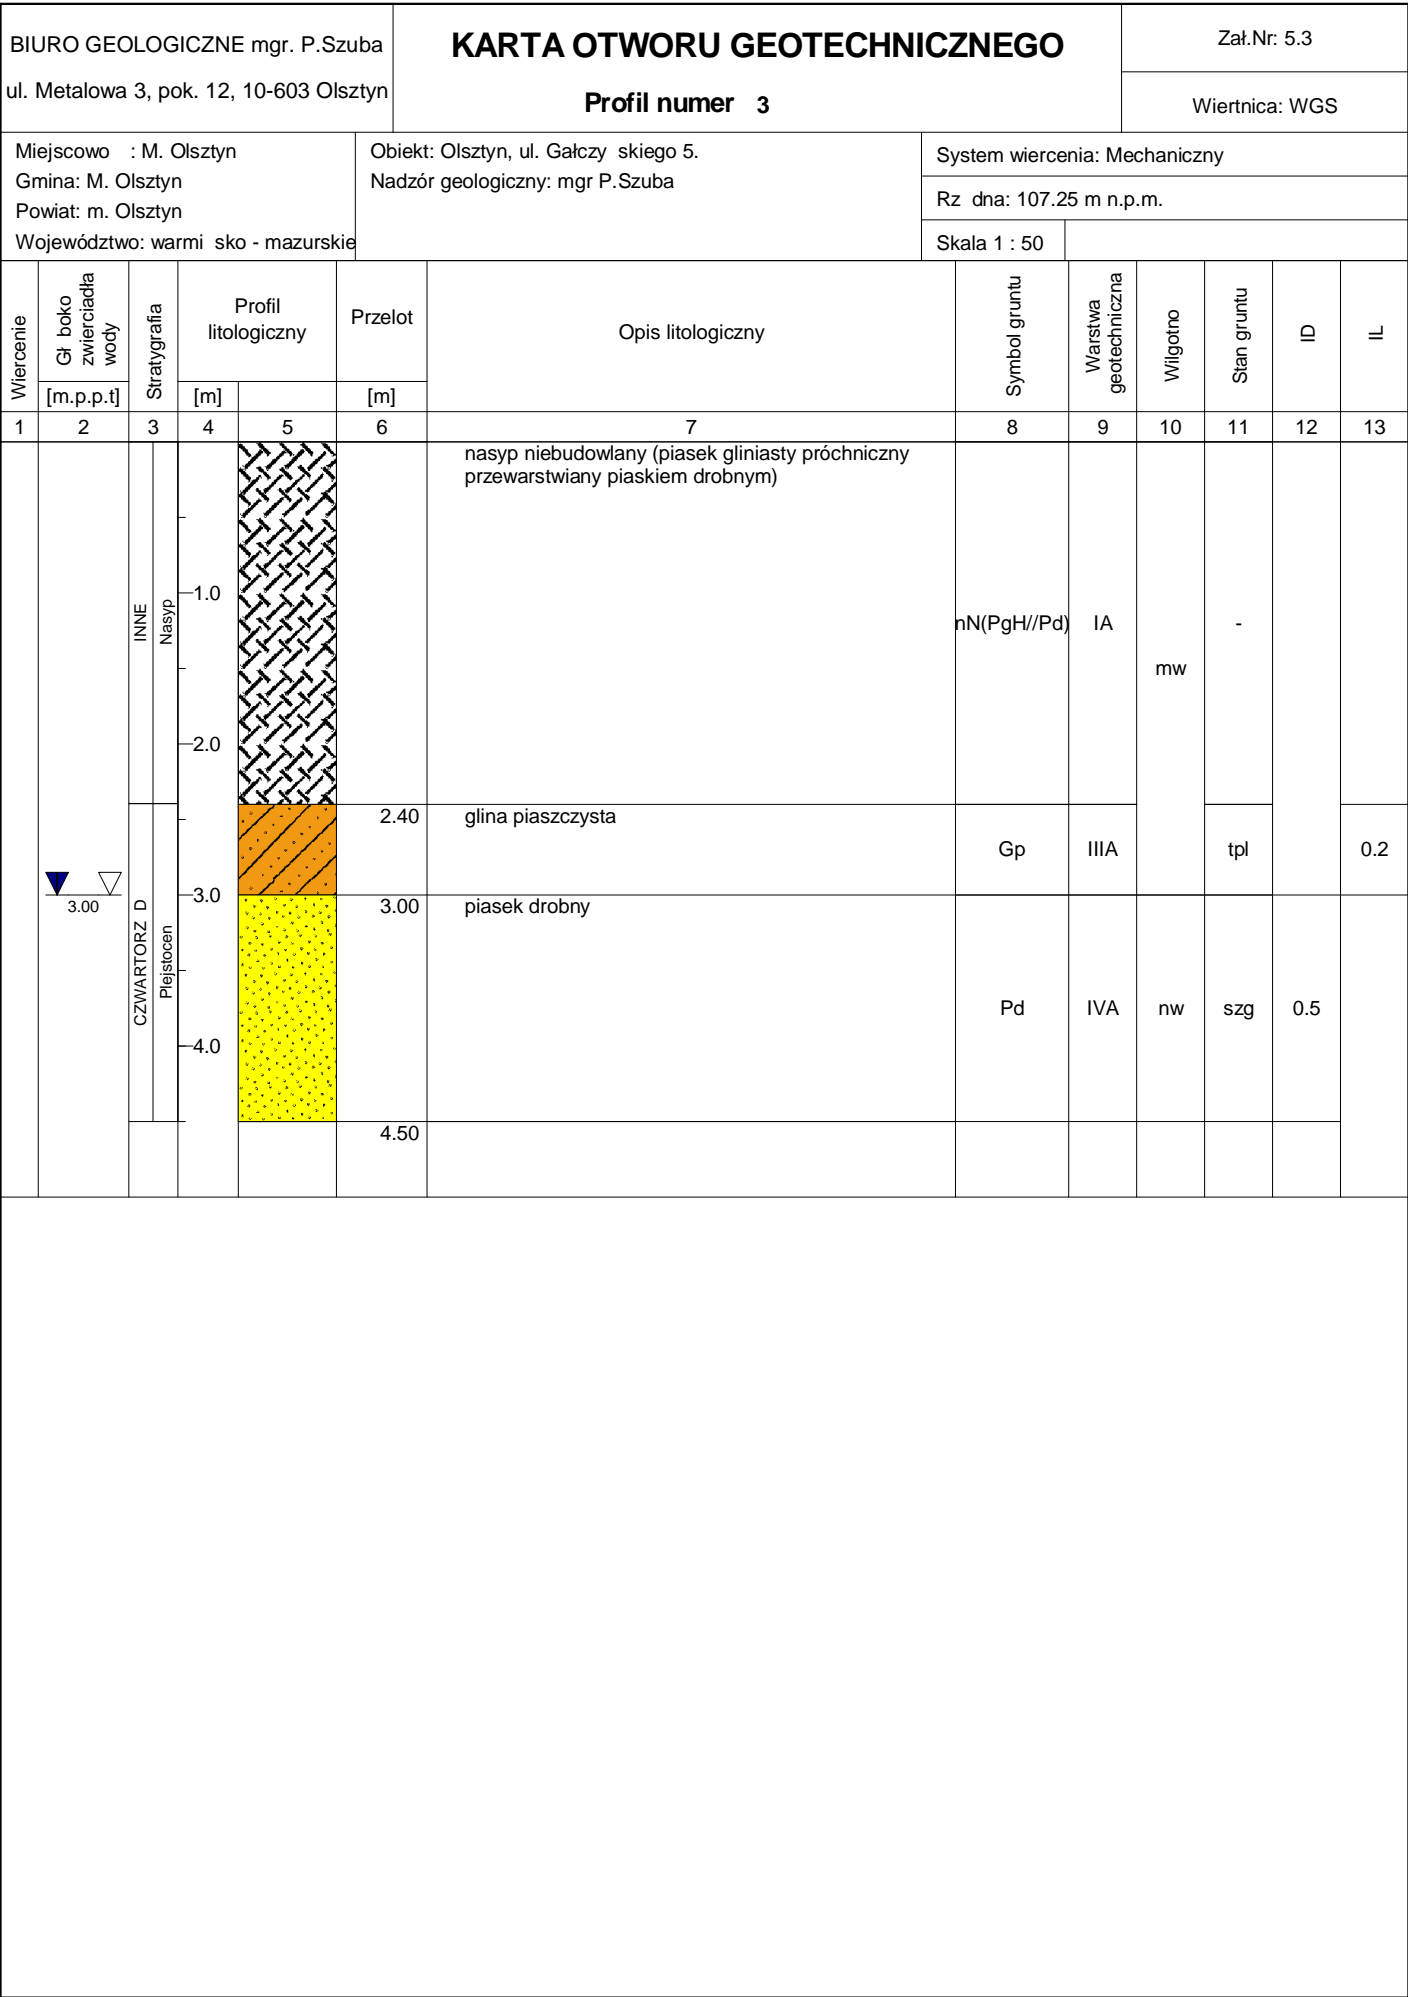 BIURO GEOLOGICZNE mgr. P.Szuba
ul. Metalowa 3, pok. 12, 10-603 Olsztyn
KARTA OTWORU GEOTECHNICZNEGO
Profil numer 3
Zał.Nr: 5.3
Wiertnica: WGS
Miejscowo : M. Olsztyn
Gmina: M. Olsztyn
Powiat: m. Olsztyn
Województwo: warmi sko - mazurskie
Obiekt: Olsztyn, ul. Gałczy skiego 5.
Nadzór geologiczny: mgr P.Szuba
System wiercenia: Mechaniczny
Rz dna: 107.25 m n.p.m.
Skala 1 : 50
Wiercenie
Gł boko
zwierciadła
wody
[m.p.p.t]
Stratygrafia
Profil
litologiczny
[m]
Przelot
[m]
Opis litologiczny
Symbol gruntu
Warstwa
geotechniczna
Wilgotno
Stan gruntu
ID
IL
1 2 3 4 5 6 7 8 9 10 11 12 13
nasyp niebudowlany (piasek gliniasty próchniczny
przewarstwiany piaskiem drobnym)
INNE
Nasyp
1.0
2.0
nN(PgH//Pd) IA mw -
2.40 glina piaszczysta
Gp IIIA tpl 0.2
3.00
3.0
3.00 piasek drobny
CZWARTORZ D
Plejstocen
Pd IVA nw szg 0.5
4.0
4.50